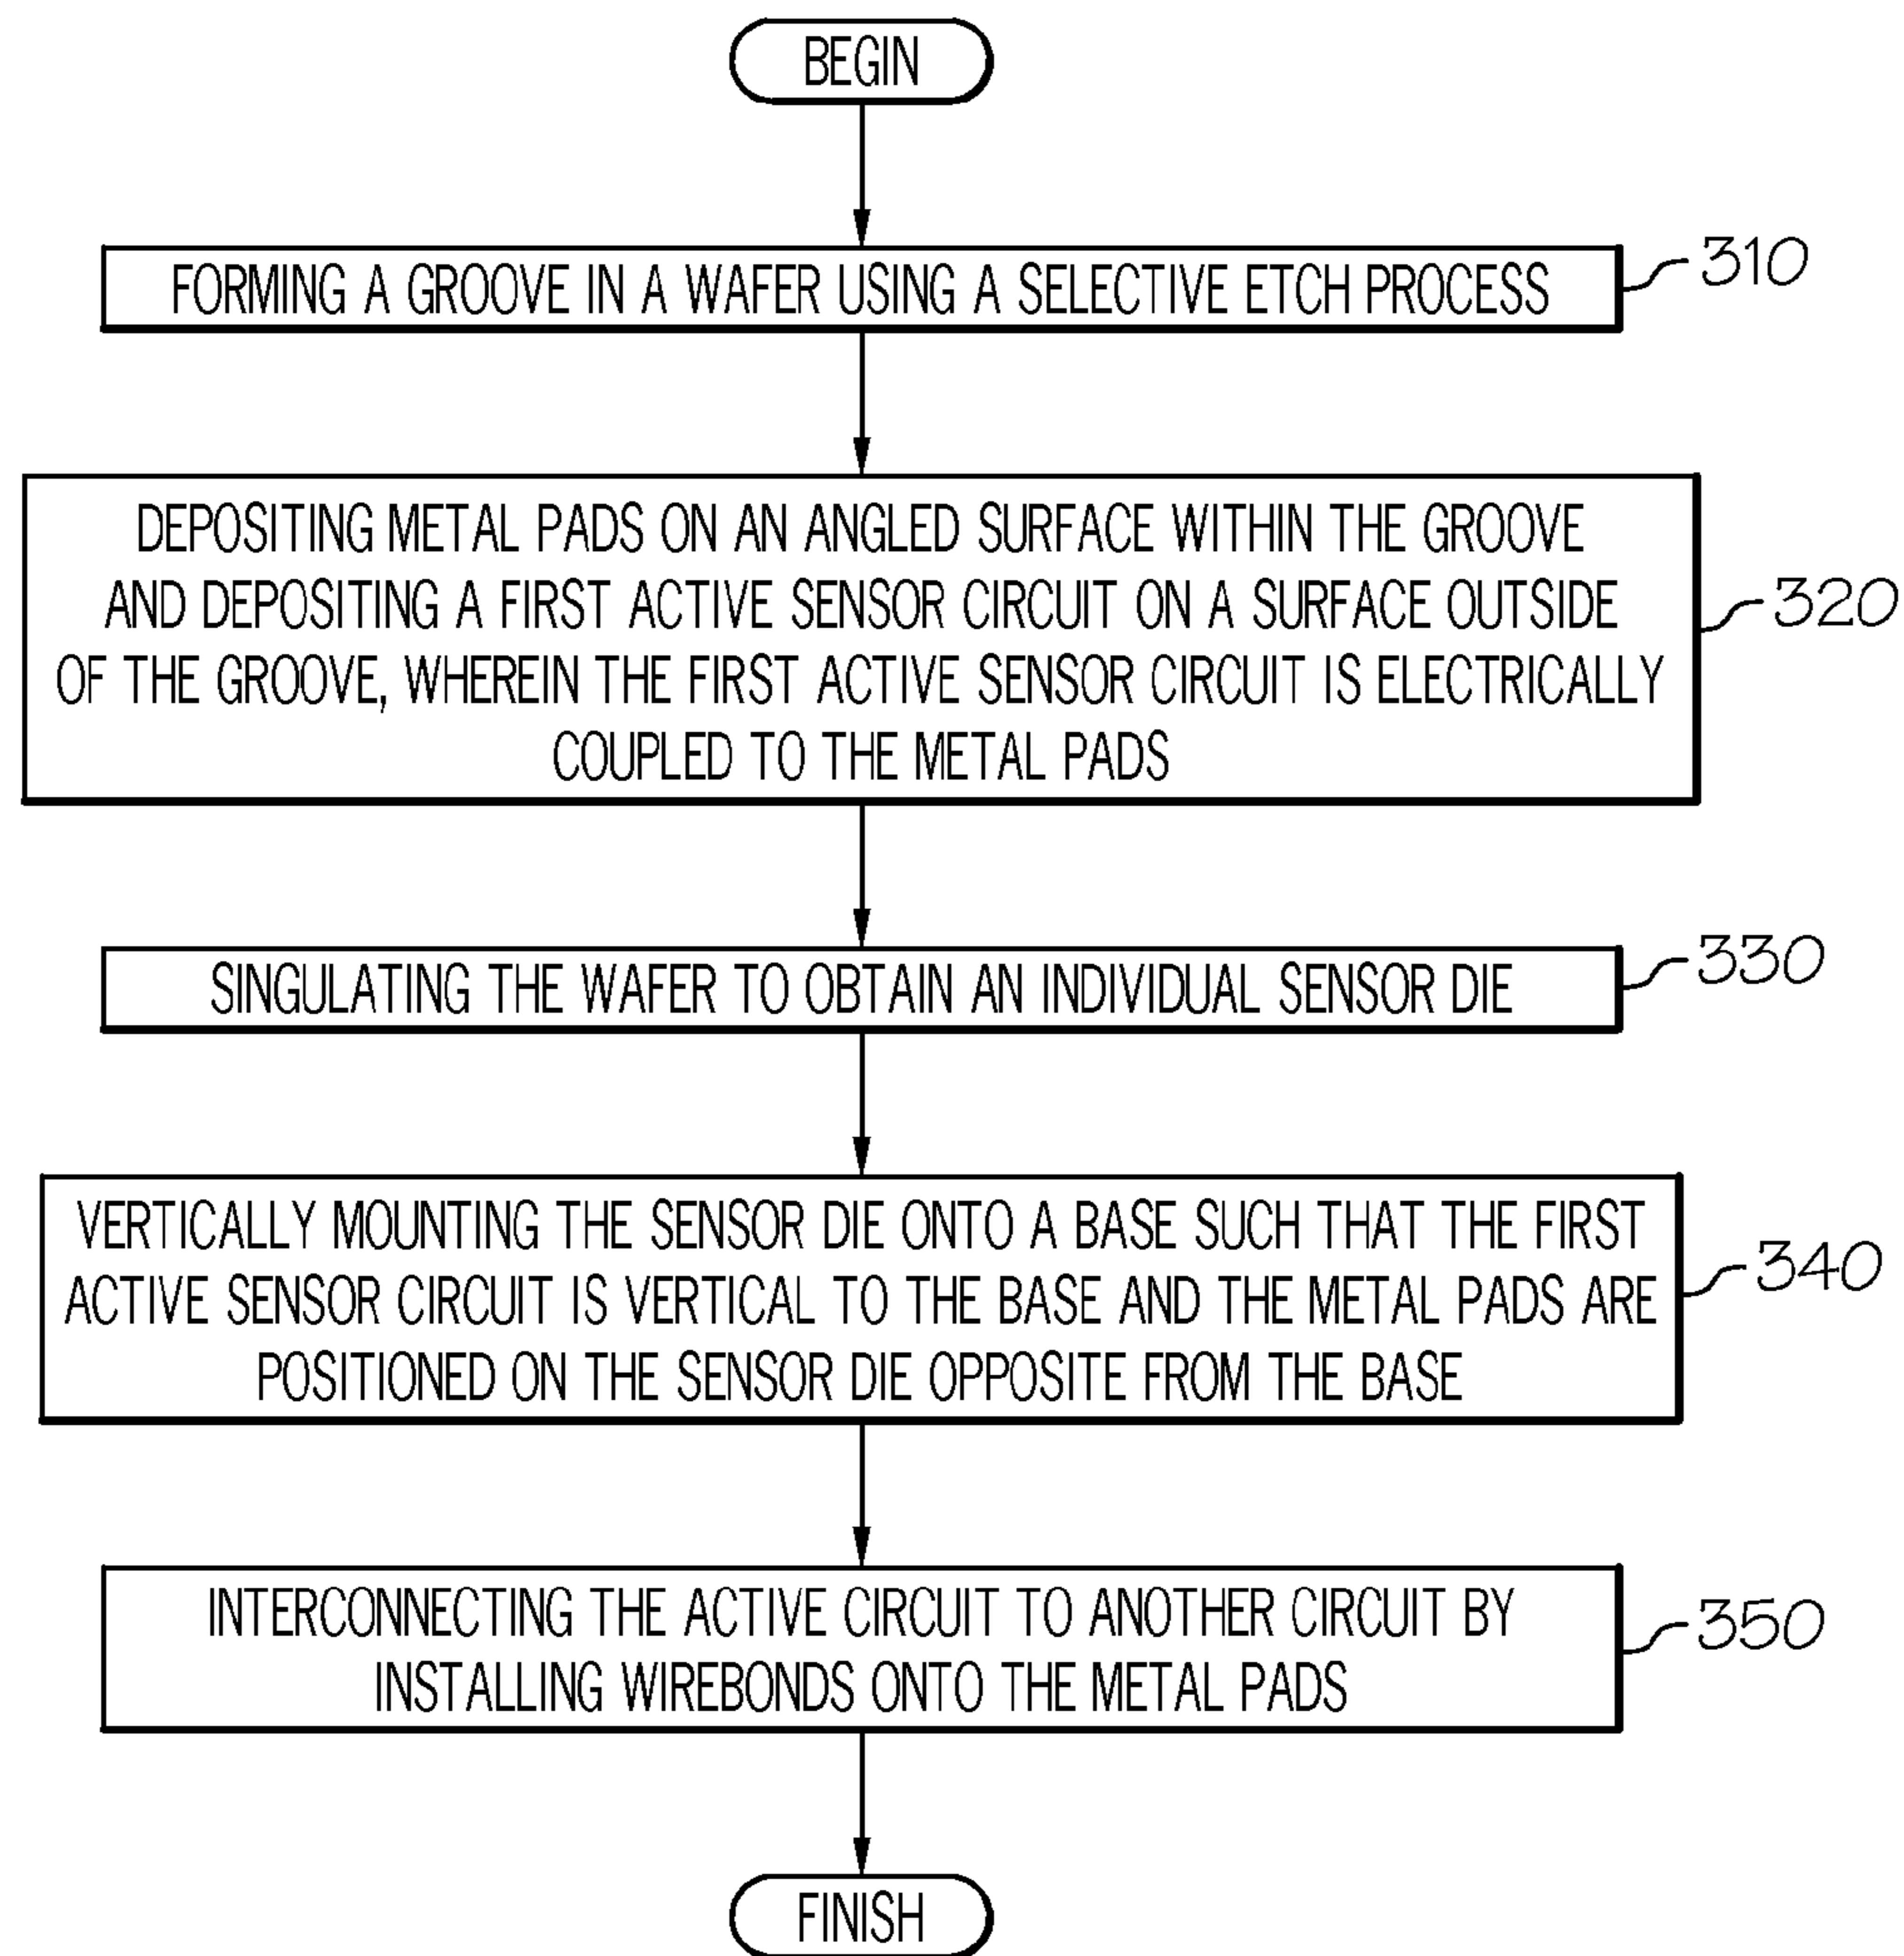 BEGIN
FORMING A GROOVE IN A WAFER USING A SELECTIVE ETCH PROCESS
310
DEPOSITING METAL PADS ON AN ANGLED SURFACE WITHIN THE GROOVE
AND DEPOSITING A FIRST ACTIVE SENSOR CIRCUIT ON A SURFACE OUTSIDE
OF THE GROOVE, WHEREIN THE FIRST ACTIVE SENSOR CIRCUIT IS ELECTRICALLY
COUPLED TO THE METAL PADS
320
SINGULATING THE WAFER TO OBTAIN AN INDIVIDUAL SENSOR DIE
330
VERTICALLY MOUNTING THE SENSOR DIE ONTO A BASE SUCH THAT THE FIRST
ACTIVE SENSOR CIRCUIT IS VERTICAL TO THE BASE AND THE METAL PADS ARE
POSITIONED ON THE SENSOR DIE OPPOSITE FROM THE BASE
340
INTERCONNECTING THE ACTIVE CIRCUIT TO ANOTHER CIRCUIT BY
INSTALLING WIREBONDS ONTO THE METAL PADS
350
FINISH